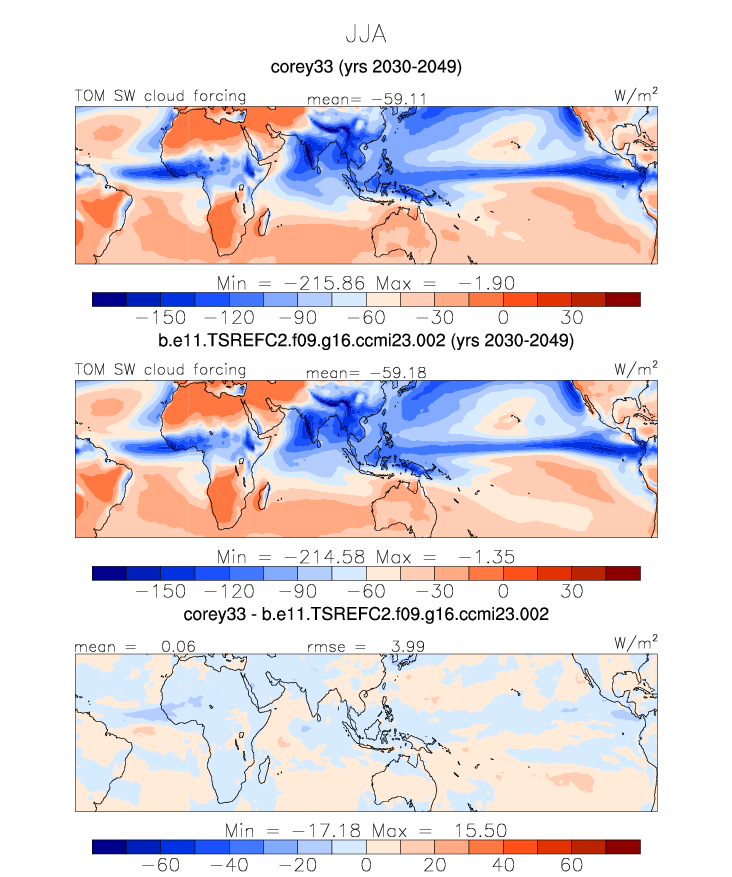 JJA
corey33 (yrs 2030-2049)
TOM SW cloud forcing mean= -59.11 W/m²
Min = -215.86 Max = -1.90
-150 -120 -90 -60 -30 0 30
b.e11.TSREFC2.f09.g16.ccmi23.002 (yrs 2030-2049)
TOM SW cloud forcing mean= -59.18 W/m²
Min = -214.58 Max = -1.35
-150 -120 -90 -60 -30 0 30
corey33 - b.e11.TSREFC2.f09.g16.ccmi23.002
mean = 0.06 rmse = 3.99 W/m²
Min = -17.18 Max = 15.50
-60 -40 -20 0 20 40 60